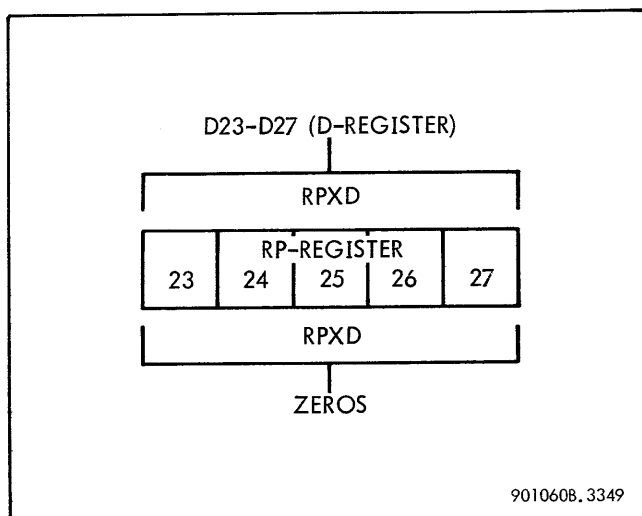 D23-D27 (D-REGISTER)
RPXD
RP-REGISTER
23 24 25 26 27
RPXD
ZEROS
901060B.3349